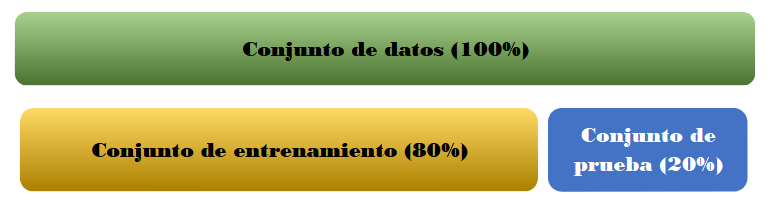 Conjunto de datos (100%)
Conjunto de entrenamiento (80%)
Conjunto de
prueba (20%)